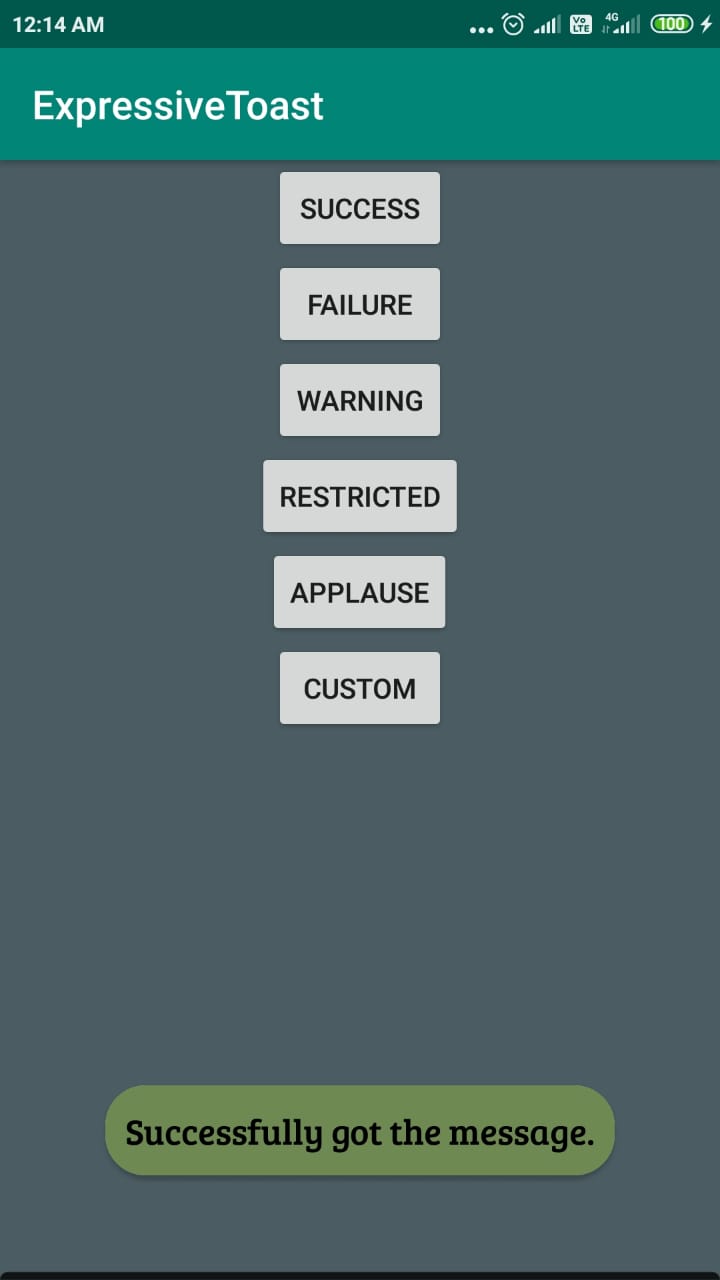 12:14 AM
Vo
LTE
4G
100
ExpressiveToast
SUCCESS
FAILURE
WARNING
RESTRICTED
APPLAUSE
CUSTOM
Successfully got the message.